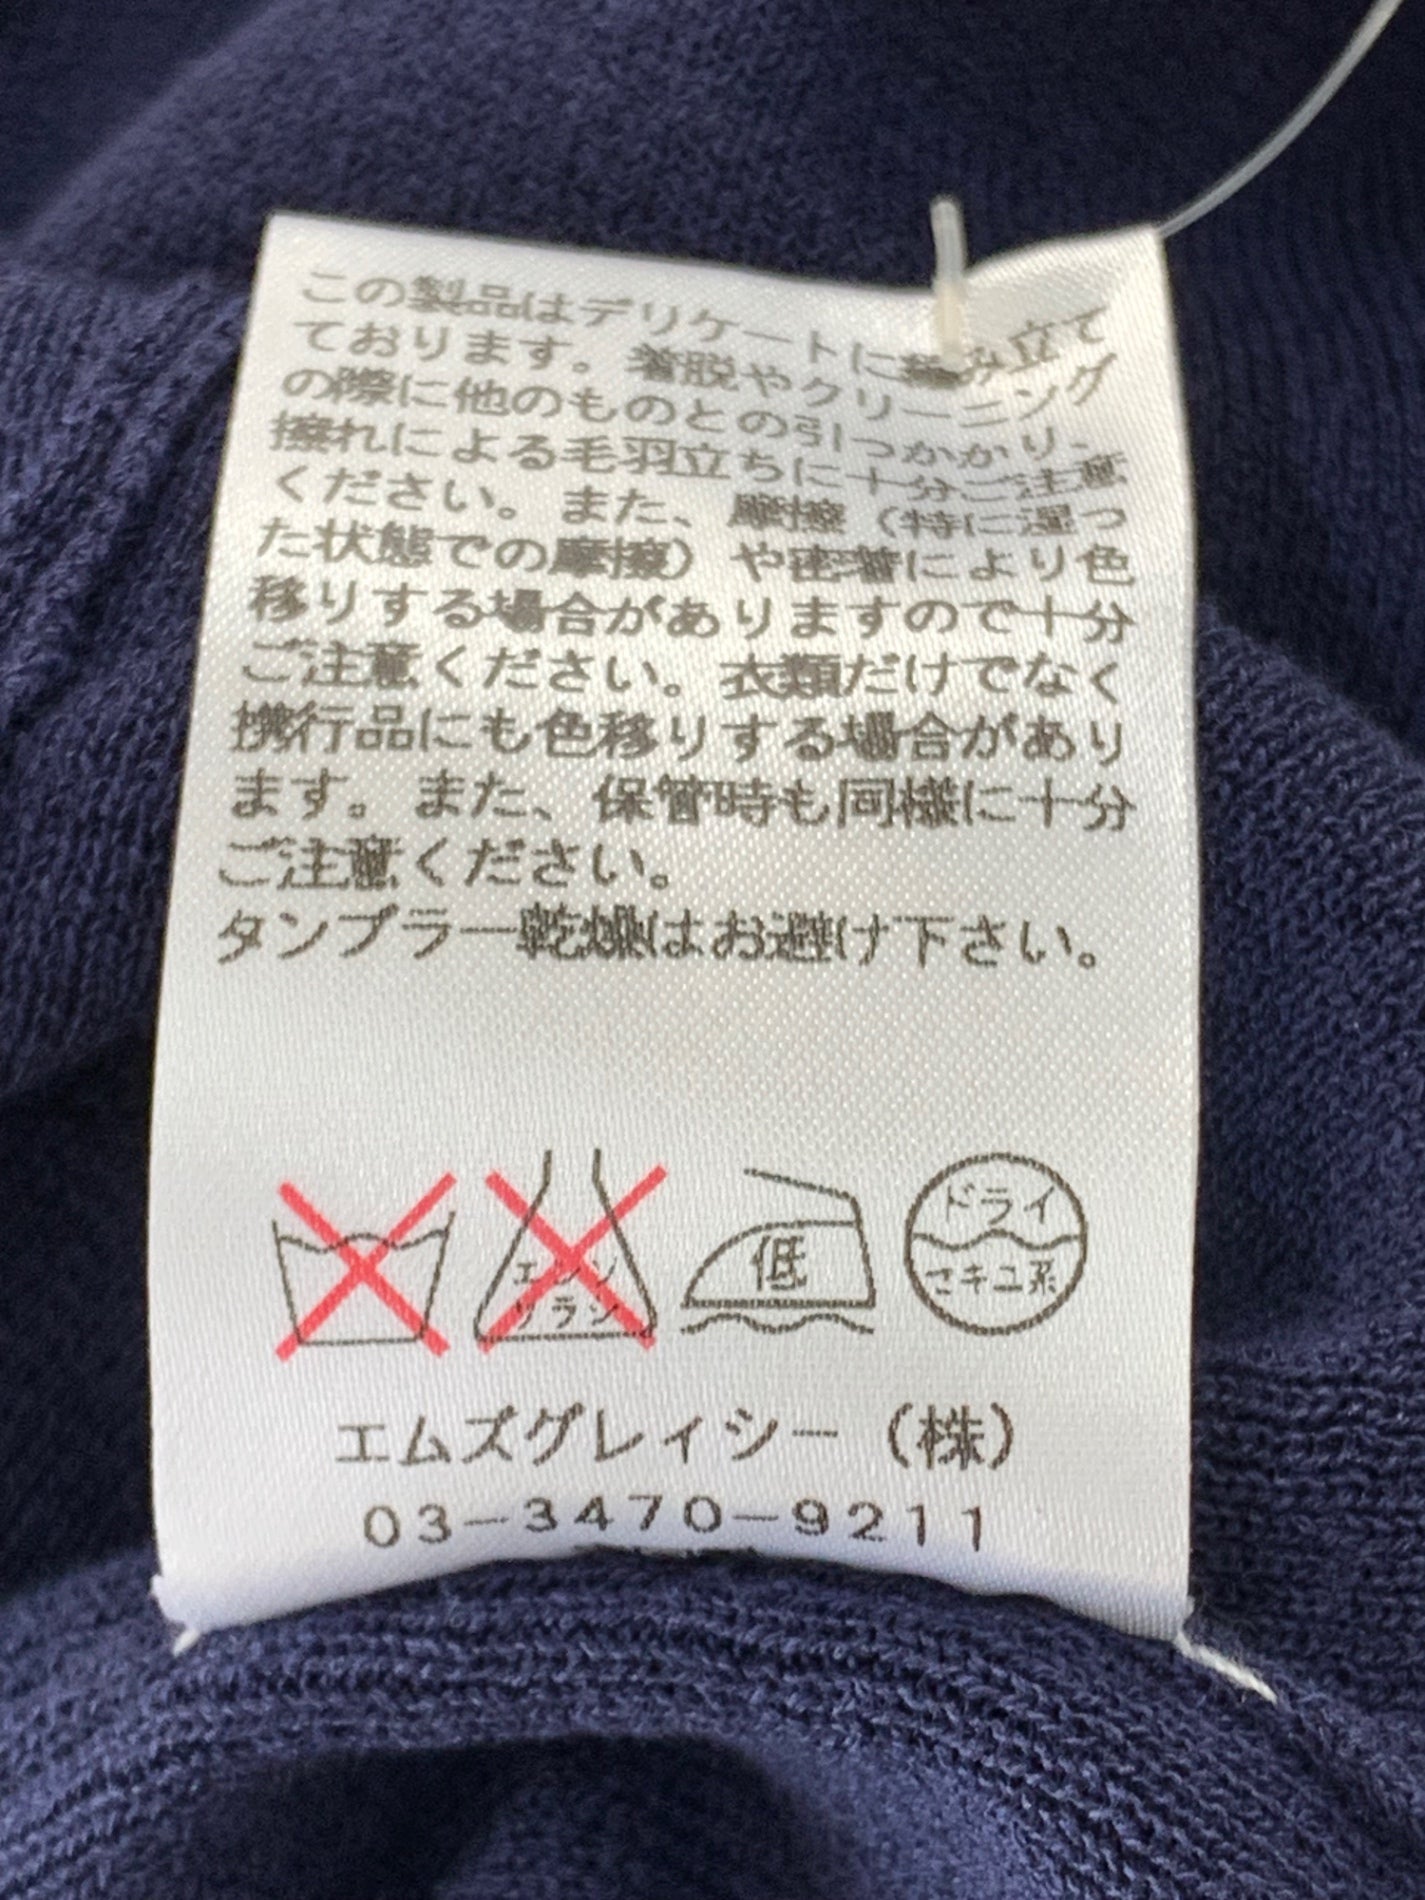 この製品はデリケートに編み立て
ております。着脱やクリーニング
の際に他のものとの引っかかり、
擦れによる毛羽立ちに十分ご注意
ください。また、摩擦（特に湿っ
た状態での摩擦）や密着により色
移りする場合がありますので十分
ご注意ください。衣類だけでなく
携行品にも色移りする場合があり
ます。また、保管時も同様に十分
ご注意ください。
タンブラー乾燥はお避け下さい。
エンソ
サラシ
低
ドライ
セキユ系
エムズグレイシー（株）
03-3470-9211